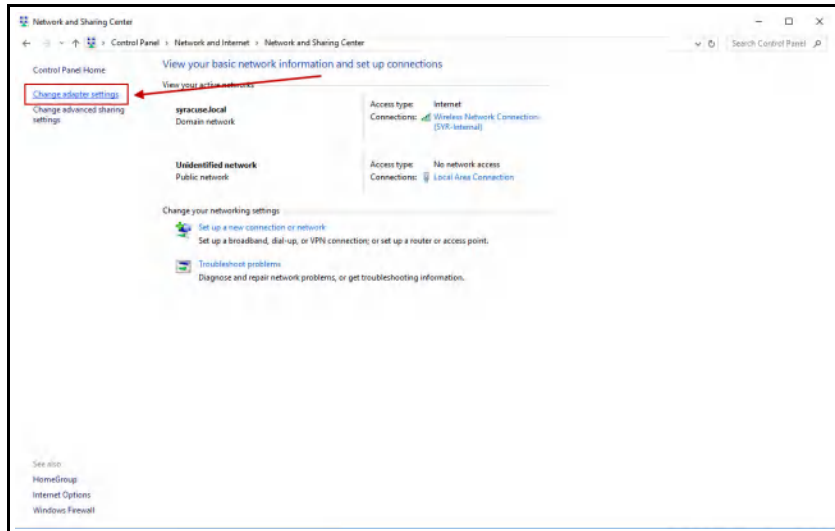 Network and Sharing Center
Control Panel › Network and Internet › Network and Sharing Center
Search Control Panel
Control Panel Home
Change adapter settings
Change advanced sharing
settings
View your basic network information and set up connections
View your active networks
syracuse.local
Domain network
Access type: Internet
Connections: Wireless Network Connection
(SYR-Internal)
Unidentified network
Public network
Access type: No network access
Connections: Local Area Connection
Change your networking settings
Set up a new connection or network
Set up a broadband, dial-up, or VPN connection; or set up a router or access point.
Troubleshoot problems
Diagnose and repair network problems, or get troubleshooting information.
See also
HomeGroup
Internet Options
Windows Firewall